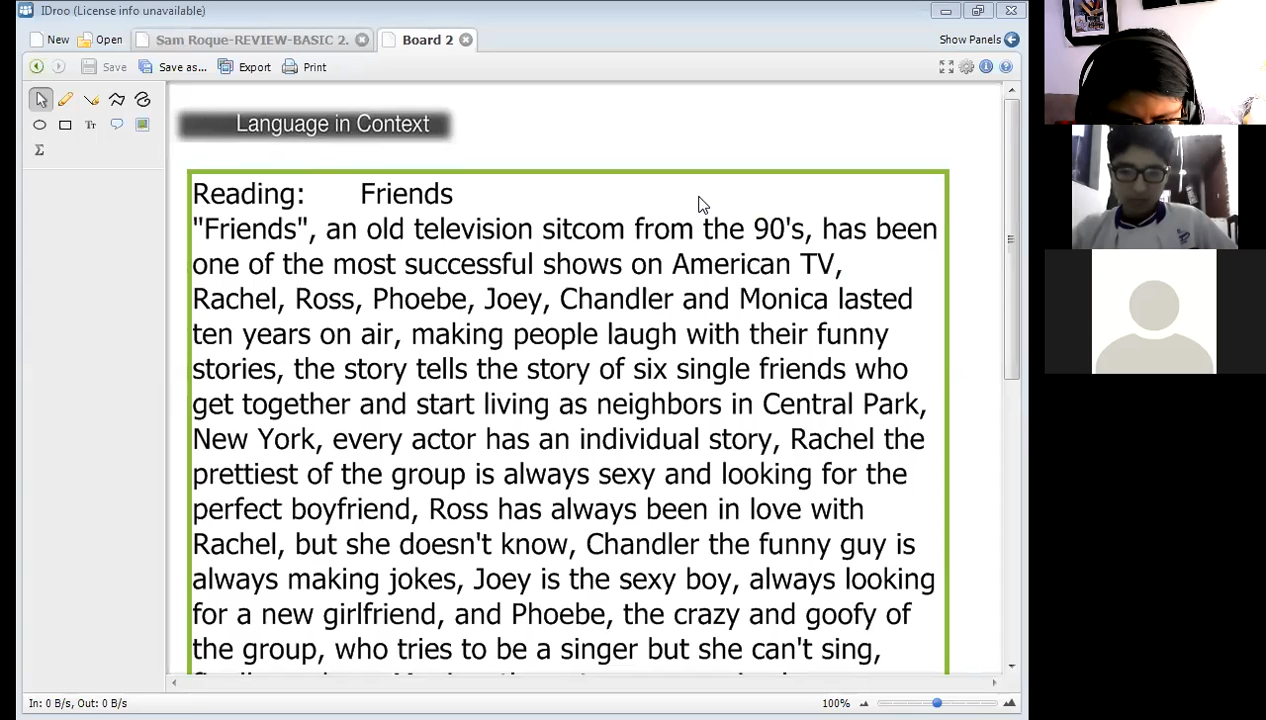 IDroo (License info unavailable)
New Open Sam Roque-REVIEW-BASIC 2. Board 2 Show Panels
Save Save as... Export Print
Tr
Σ
Language in Context
Reading: Friends
"Friends", an old television sitcom from the 90's, has been
one of the most successful shows on American TV,
Rachel, Ross, Phoebe, Joey, Chandler and Monica lasted
ten years on air, making people laugh with their funny
stories, the story tells the story of six single friends who
get together and start living as neighbors in Central Park,
New York, every actor has an individual story, Rachel the
prettiest of the group is always sexy and looking for the
perfect boyfriend, Ross has always been in love with
Rachel, but she doesn't know, Chandler the funny guy is
always making jokes, Joey is the sexy boy, always looking
for a new girlfriend, and Phoebe, the crazy and goofy of
the group, who tries to be a singer but she can't sing,
In: 0 B/s, Out: 0 B/s 100%